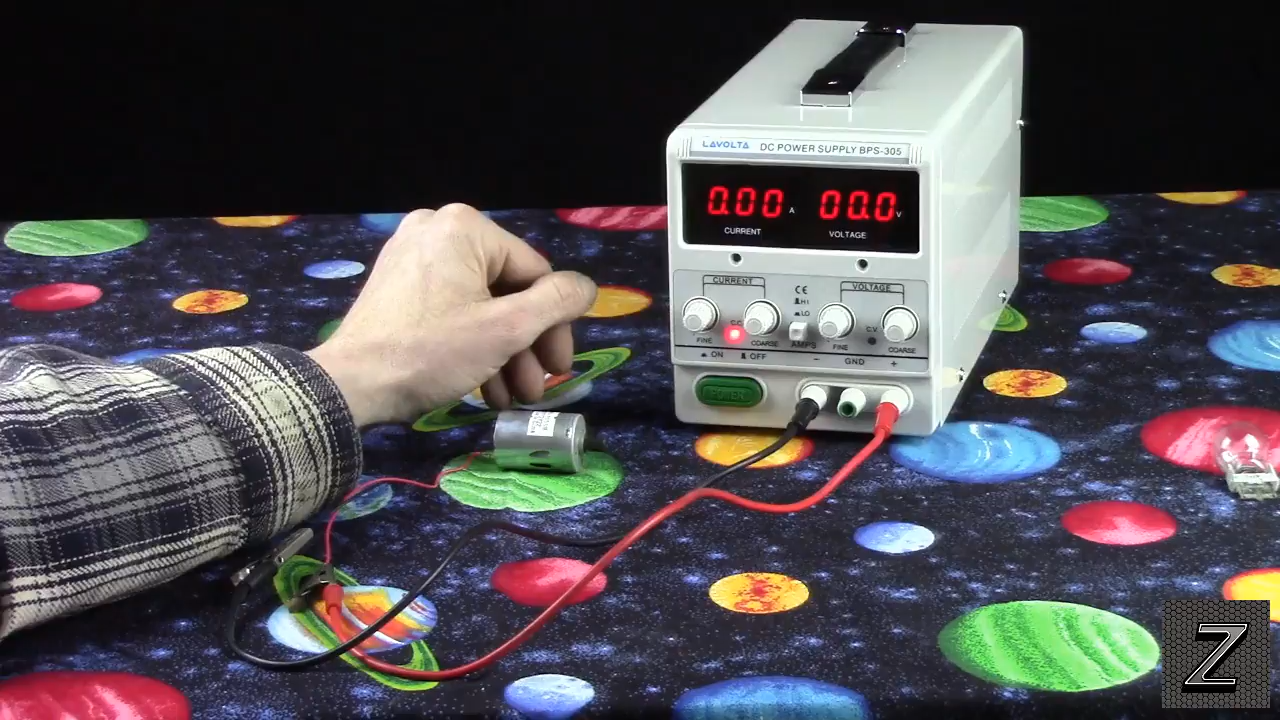 LAVOLTA DC POWER SUPPLY BPS-305
0.00 A 00.0 V
CURRENT VOLTAGE
CURRENT CE VOLTAGE
HI
LO
C.C. C.V.
FINE COARSE AMPS FINE COARSE
ON OFF - GND +
POWER
Z